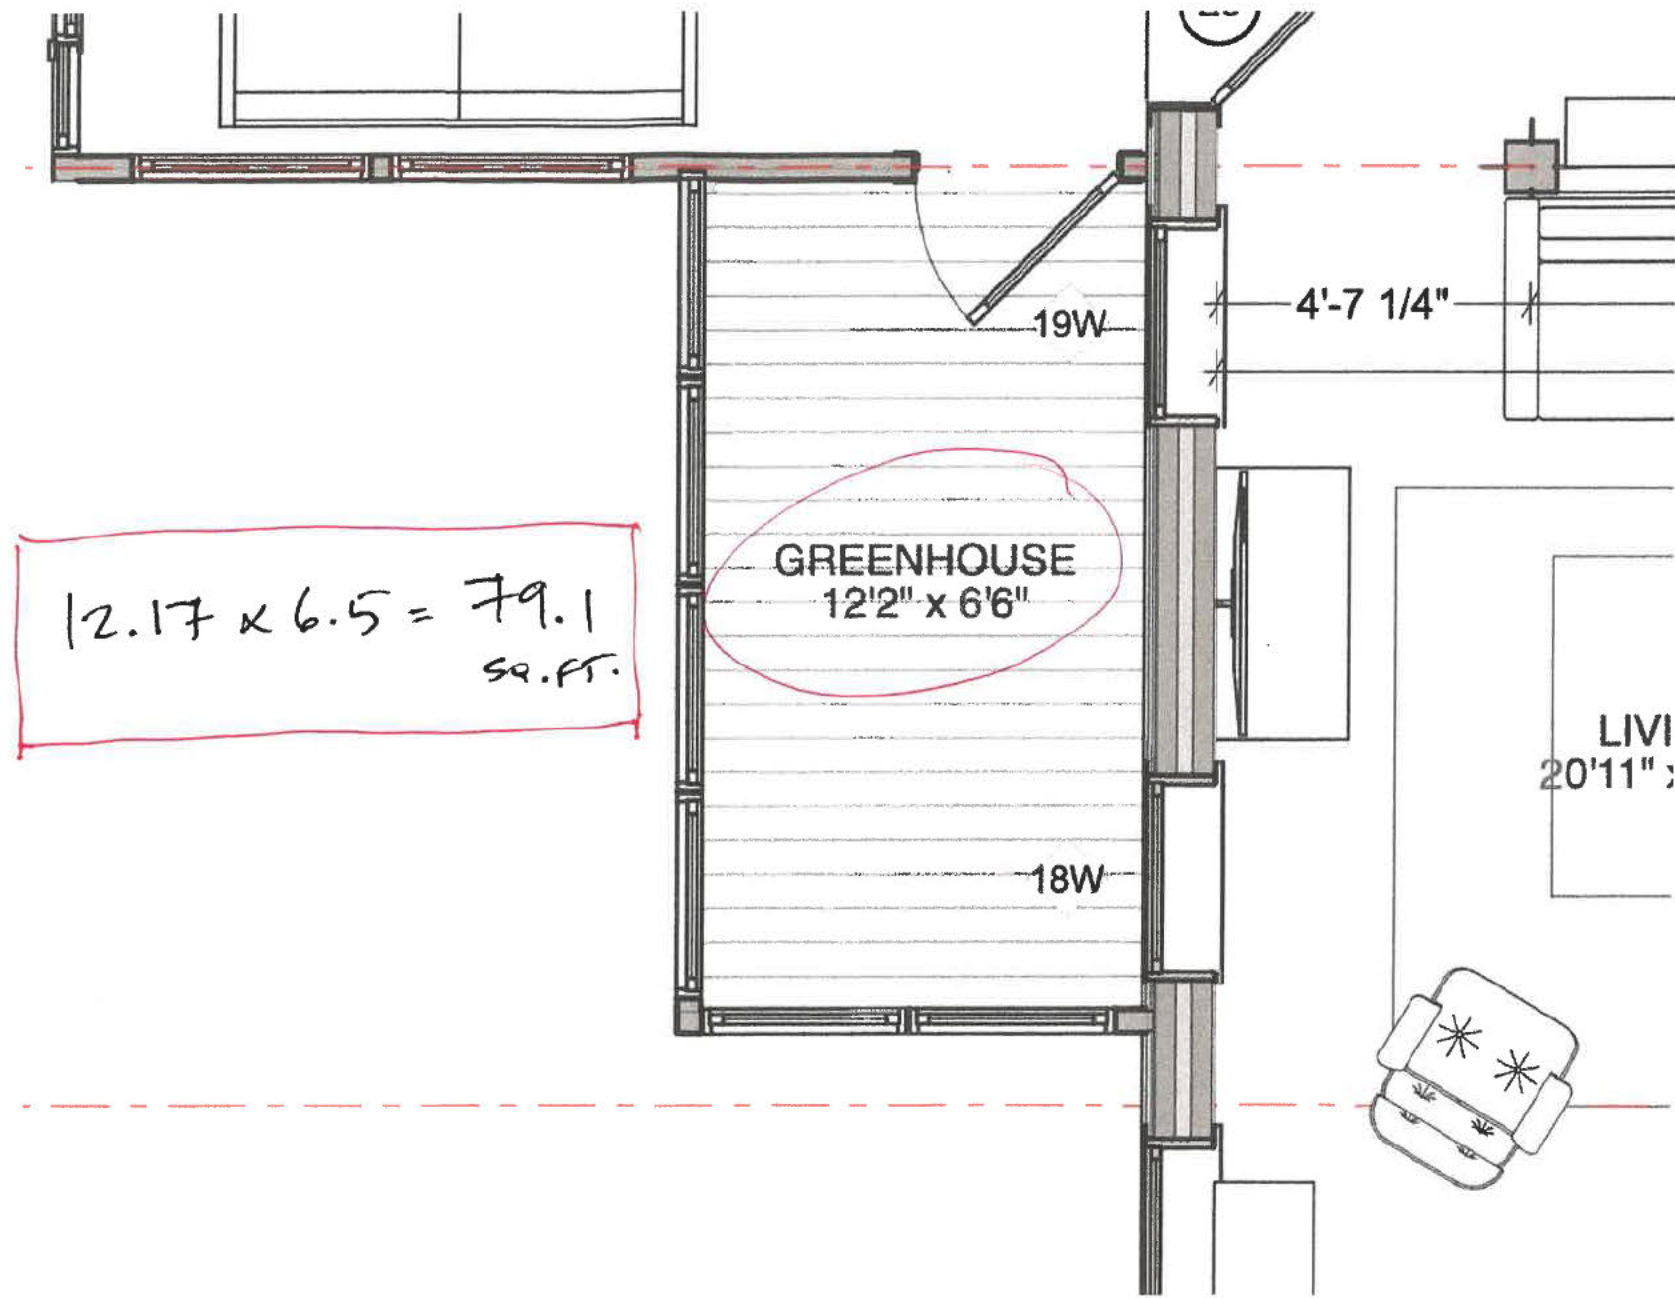 19W
4'-7 1/4"
GREENHOUSE
12'2" x 6'6"
12.17 x 6.5 = 79.1
SQ.FT.
LIVI
20'11" x
18W